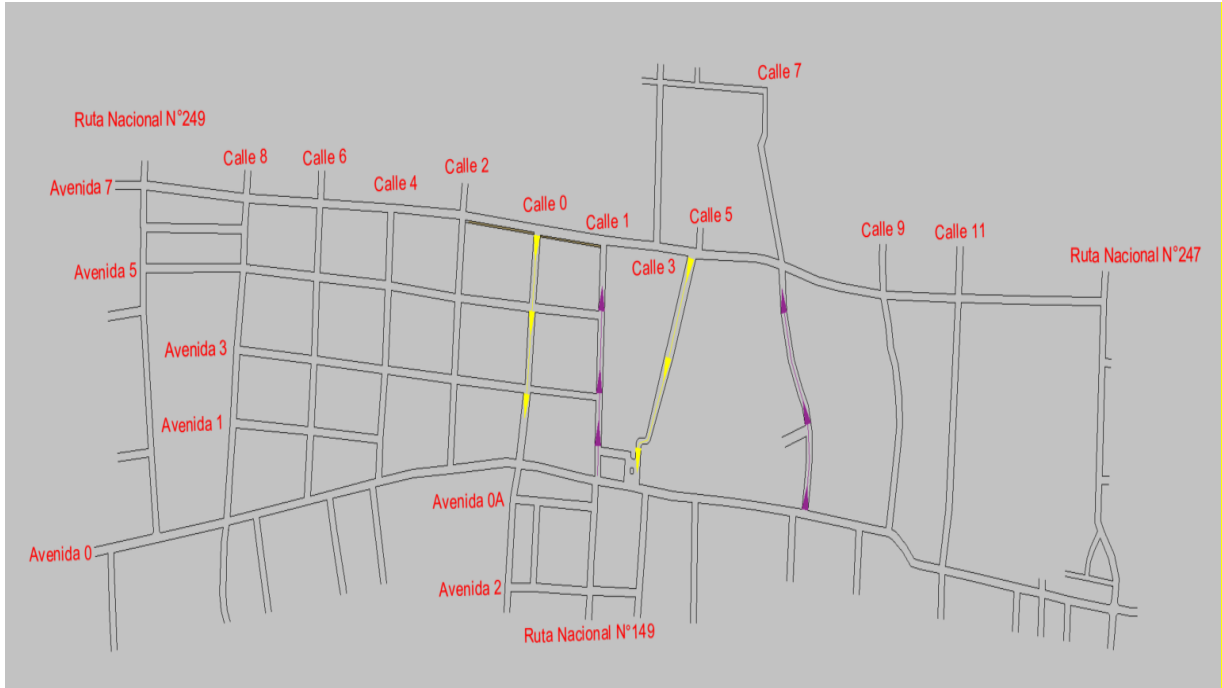 Calle 7
Ruta Nacional N°249
Calle 8
Calle 6
Calle 2
Avenida 7
Calle 4
Calle 0
Calle 1
Calle 5
Calle 9
Calle 11
Ruta Nacional N°247
Calle 3
Avenida 5
Avenida 3
Avenida 1
Avenida 0A
Avenida 0
Avenida 2
Ruta Nacional N°149